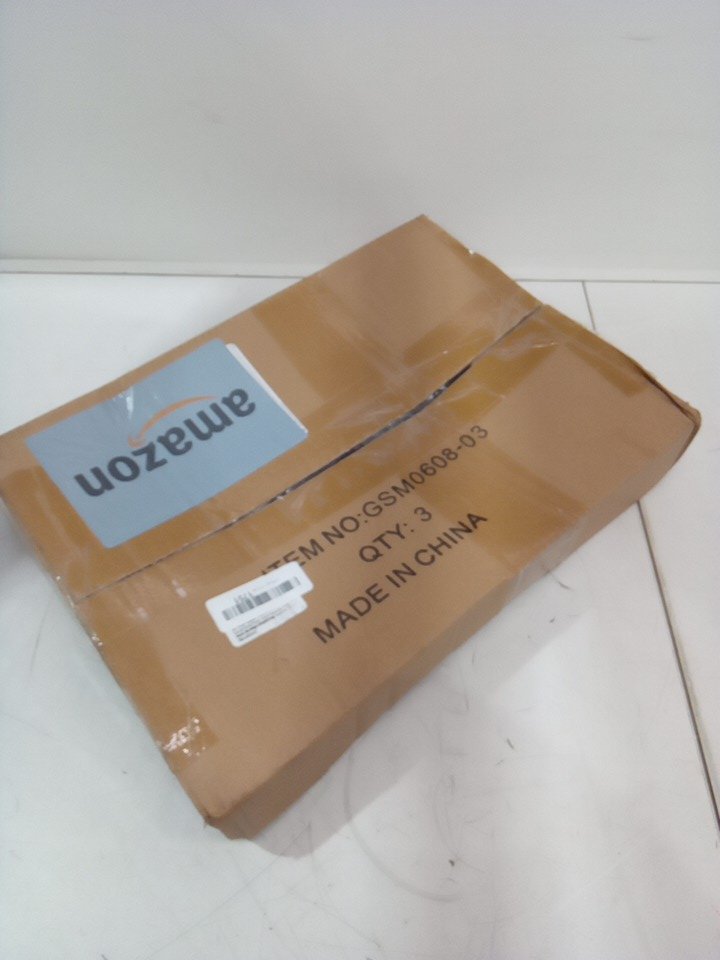 amazon
ITEM NO:GSM0608-03
QTY: 3
MADE IN CHINA